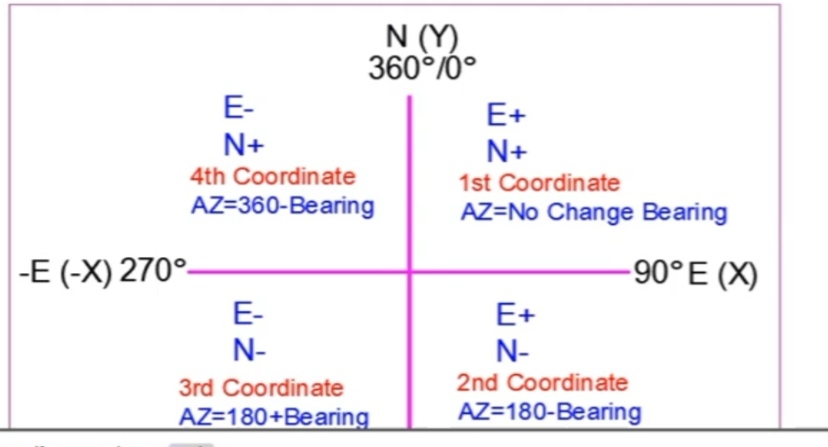 N (Y)
360°/0°
E-
N+
4th Coordinate
AZ=360-Bearing
E+
N+
1st Coordinate
AZ=No Change Bearing
-E (-X) 270°
90° E (X)
E-
N-
3rd Coordinate
AZ=180+Bearing
E+
N-
2nd Coordinate
AZ=180-Bearing